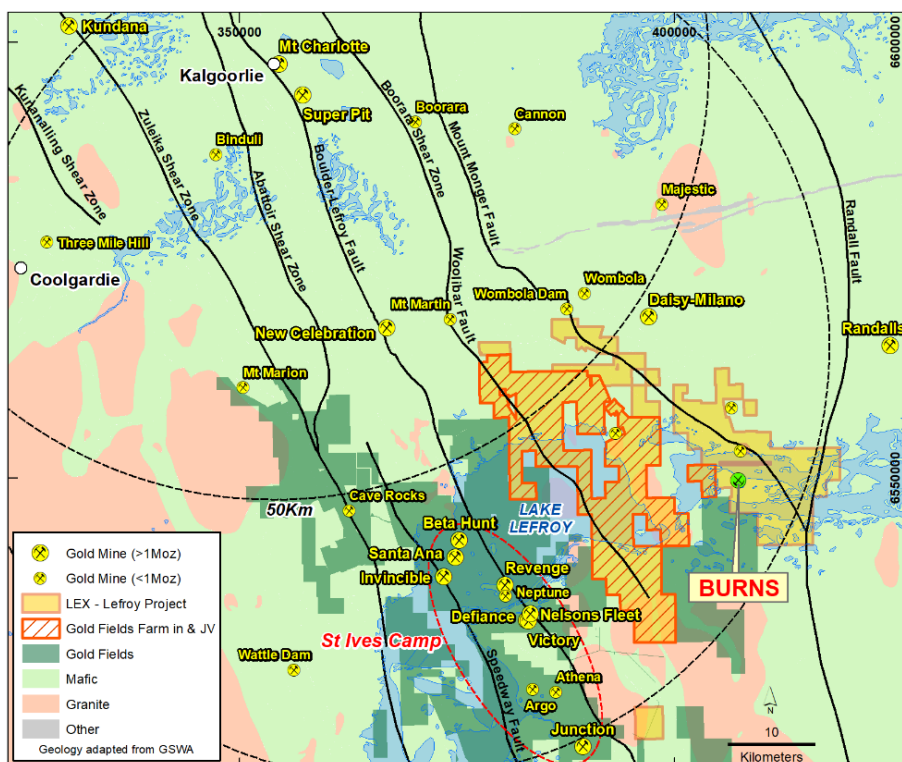 Kundana
350000
400000
6600000
Mt Charlotte
Kalgoorlie
Super Pit
Boorara
Cannon
Kunanalling Shear Zone
Zuleika Shear Zone
Binduli
Abattoir Shear Zone
Boulder-Lefroy Fault
Boorara Shear Zone
Mount Monger Fault
Majestic
Randall Fault
Three Mile Hill
Coolgardie
Woolibar Fault
Wombola
Mt Martin
Wombola Dam
Daisy-Milano
New Celebration
Randalls
Mt Marion
6550000
Cave Rocks
50Km
LAKE
LEFROY
Beta Hunt
Santa Ana
Invincible
Revenge
Neptune
BURNS
Defiance
Nelsons Fleet
Victory
St Ives Camp
Wattle Dam
Speedway Fault
Athena
Argo
Junction
Gold Mine (>1Moz)
Gold Mine (<1Moz)
LEX - Lefroy Project
Gold Fields Farm in & JV
Gold Fields
Mafic
Granite
Other
Geology adapted from GSWA
N
10
Kilometers